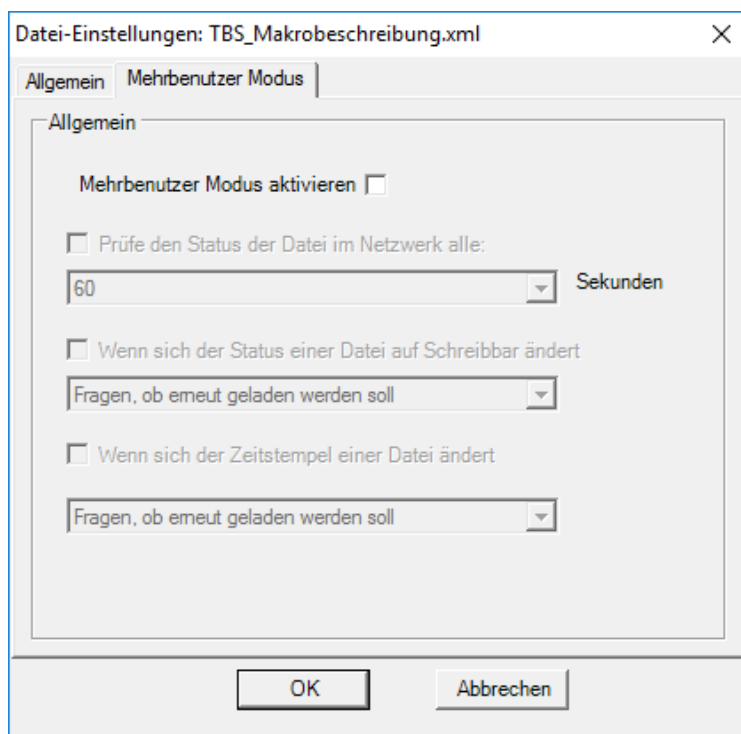 Datei-Einstellungen: TBS_Makrobeschreibung.xml
Allgemein Mehrbenutzer Modus
Allgemein
Mehrbenutzer Modus aktivieren
Prüfe den Status der Datei im Netzwerk alle:
60 Sekunden
Wenn sich der Status einer Datei auf Schreibbar ändert
Fragen, ob erneut geladen werden soll
Wenn sich der Zeitstempel einer Datei ändert
Fragen, ob erneut geladen werden soll
OK Abbrechen